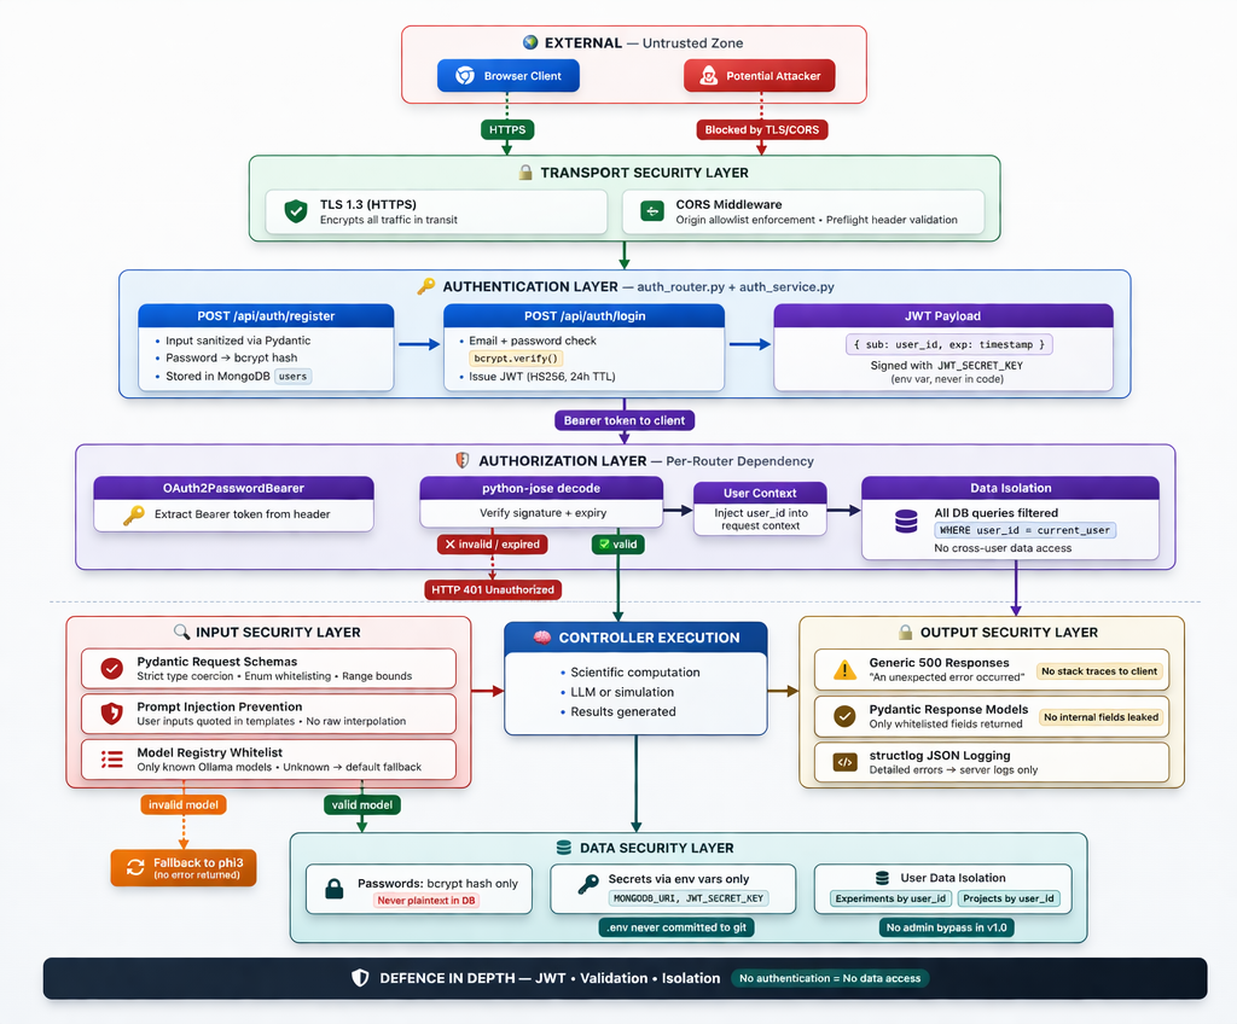 EXTERNAL — Untrusted Zone
Browser Client
Potential Attacker
HTTPS
Blocked by TLS/CORS
TRANSPORT SECURITY LAYER
TLS 1.3 (HTTPS)
Encrypts all traffic in transit
CORS Middleware
Origin allowlist enforcement • Preflight header validation
AUTHENTICATION LAYER — auth_router.py + auth_service.py
POST /api/auth/register
• Input sanitized via Pydantic
• Password → bcrypt hash
• Stored in MongoDB users
POST /api/auth/login
• Email + password check
bcrypt.verify()
• Issue JWT (HS256, 24h TTL)
JWT Payload
{ sub: user_id, exp: timestamp }
Signed with JWT_SECRET_KEY
(env var, never in code)
Bearer token to client
AUTHORIZATION LAYER — Per-Router Dependency
OAuth2PasswordBearer
Extract Bearer token from header
python-jose decode
Verify signature + expiry
User Context
Inject user_id into
request context
Data Isolation
All DB queries filtered
WHERE user_id = current_user
No cross-user data access
invalid / expired
valid
HTTP 401 Unauthorized
INPUT SECURITY LAYER
Pydantic Request Schemas
Strict type coercion • Enum whitelisting • Range bounds
Prompt Injection Prevention
User inputs quoted in templates • No raw interpolation
Model Registry Whitelist
Only known Ollama models • Unknown → default fallback
CONTROLLER EXECUTION
• Scientific computation
• LLM or simulation
• Results generated
OUTPUT SECURITY LAYER
Generic 500 Responses
"An unexpected error occurred"
No stack traces to client
Pydantic Response Models
Only whitelisted fields returned
No internal fields leaked
structlog JSON Logging
Detailed errors → server logs only
invalid model
valid model
Fallback to phi3
(no error returned)
DATA SECURITY LAYER
Passwords: bcrypt hash only
Never plaintext in DB
Secrets via env vars only
MONGODB_URI, JWT_SECRET_KEY
.env never committed to git
User Data Isolation
Experiments by user_id
Projects by user_id
No admin bypass in v1.0
DEFENCE IN DEPTH — JWT • Validation • Isolation
No authentication = No data access